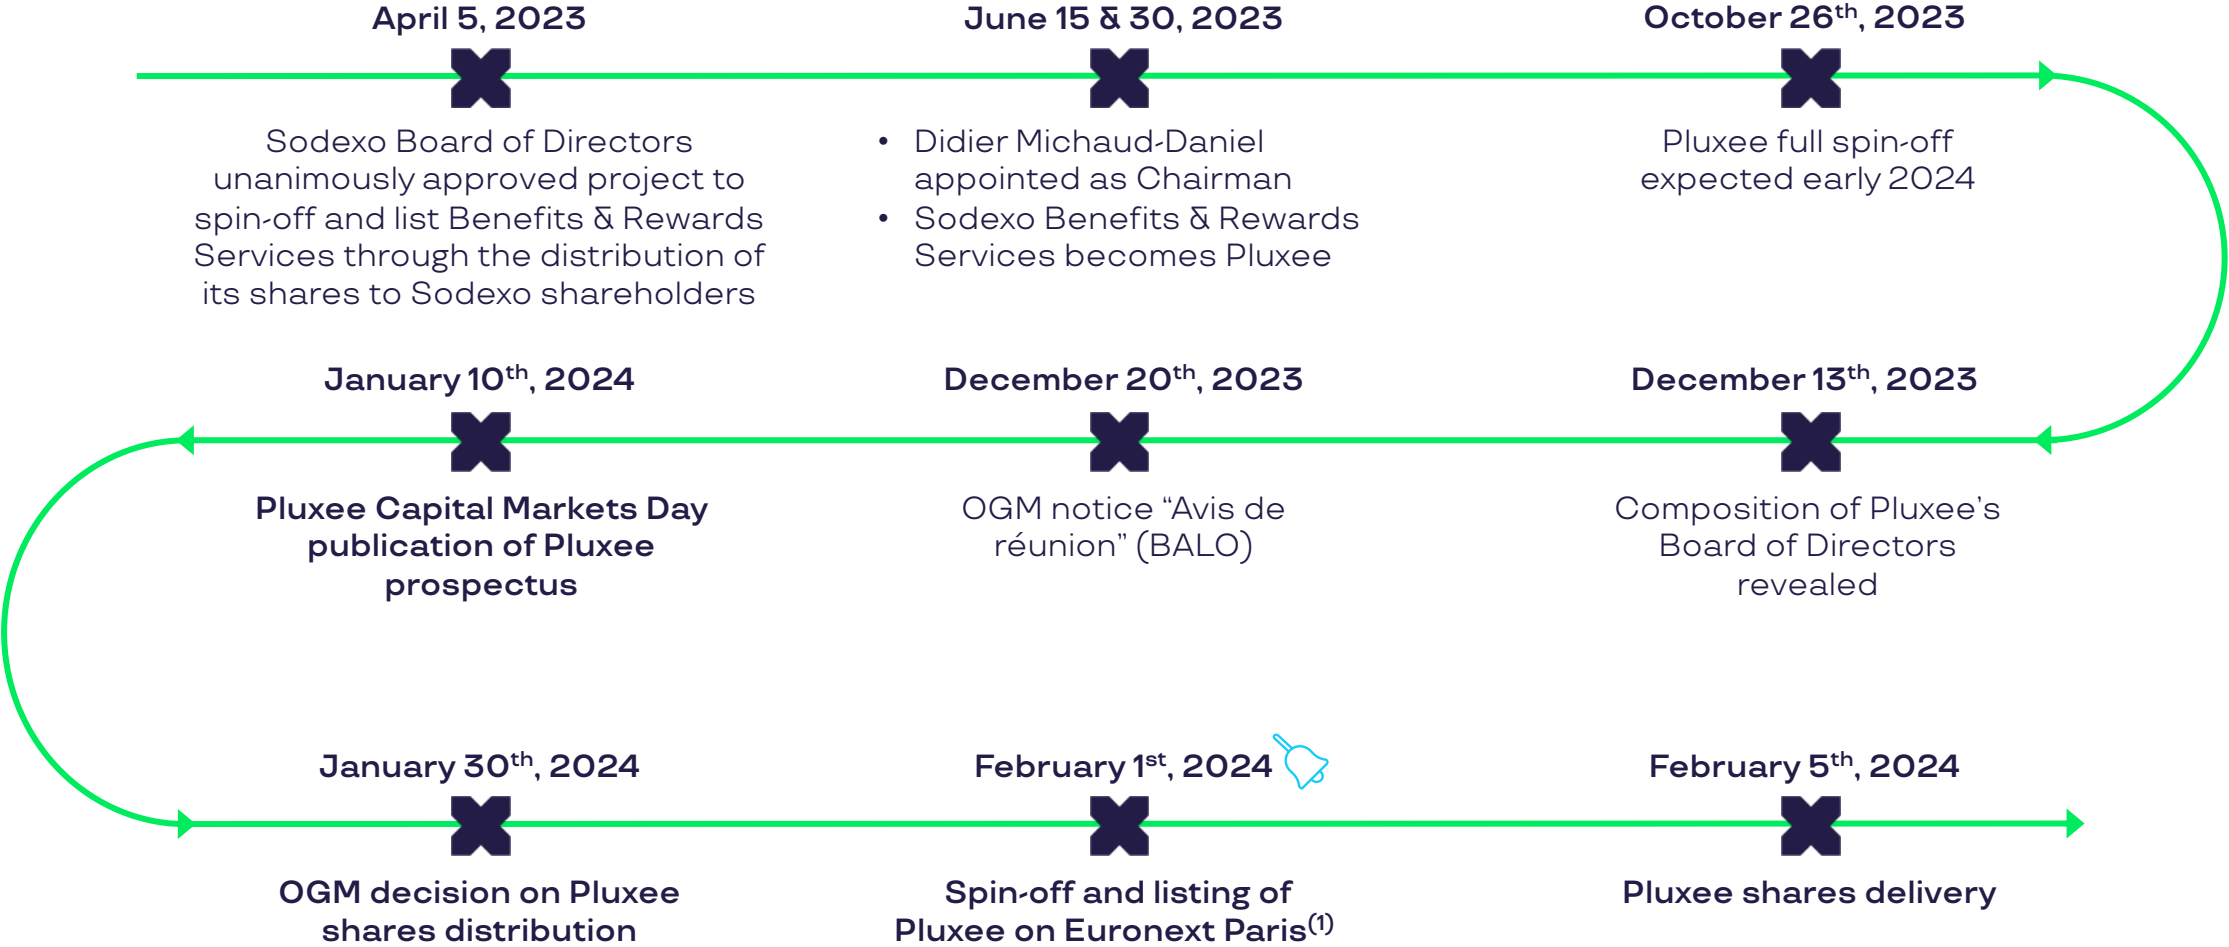 April 5, 2023
Sodexo Board of Directors
unanimously approved project to
spin-off and list Benefits & Rewards
Services through the distribution of
its shares to Sodexo shareholders
June 15 & 30, 2023
• Didier Michaud-Daniel
appointed as Chairman
• Sodexo Benefits & Rewards
Services becomes Pluxee
October 26th, 2023
Pluxee full spin-off
expected early 2024
December 13th, 2023
Composition of Pluxee’s
Board of Directors
revealed
December 20th, 2023
OGM notice “Avis de
réunion” (BALO)
January 10th, 2024
Pluxee Capital Markets Day
publication of Pluxee
prospectus
January 30th, 2024
OGM decision on Pluxee
shares distribution
February 1st, 2024
Spin-off and listing of
Pluxee on Euronext Paris(1)
February 5th, 2024
Pluxee shares delivery